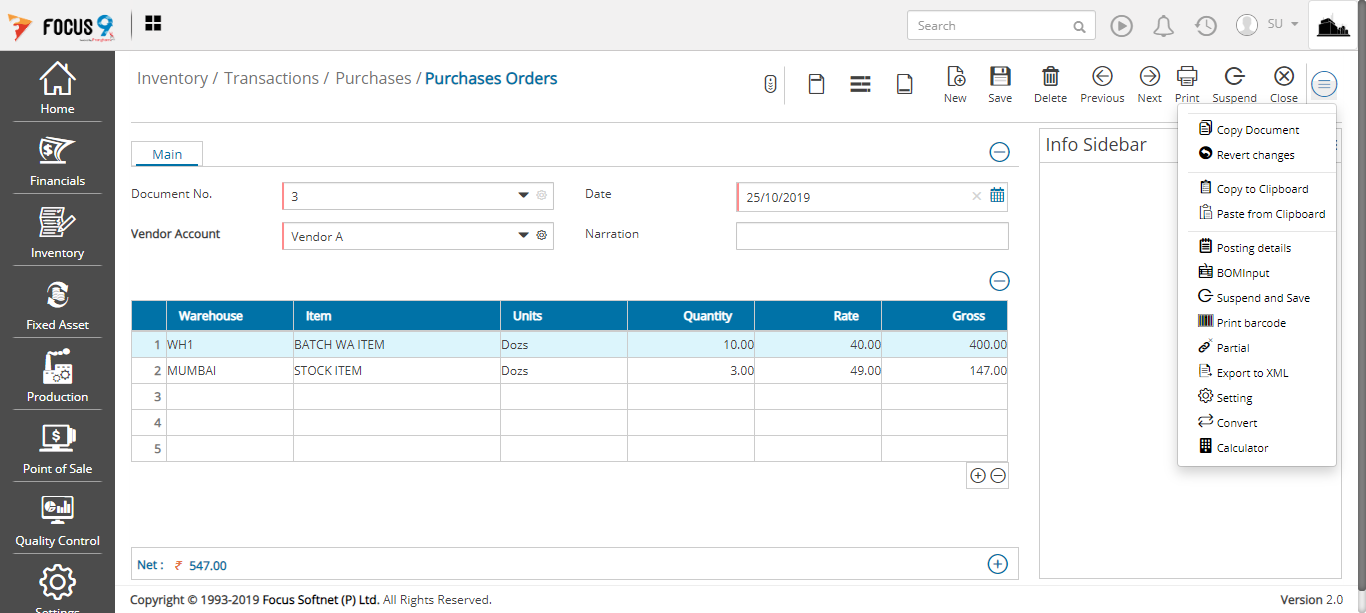 FOCUS 9
Search
SU
Home
Financials
Inventory
Fixed Asset
Production
Point of Sale
Quality Control
Settings
Inventory / Transactions / Purchases / Purchases Orders
New Save Delete Previous Next Print Suspend Close
Main
Document No. 3 Date 25/10/2019
Vendor Account Vendor A Narration
Warehouse Item Units Quantity Rate Gross
1 WH1 BATCH WA ITEM Dozs 10.00 40.00 400.00
2 MUMBAI STOCK ITEM Dozs 3.00 49.00 147.00
3
4
5
Net : ₹ 547.00
Info Sidebar
Copy Document
Revert changes
Copy to Clipboard
Paste from Clipboard
Posting details
BOMInput
Suspend and Save
Print barcode
Partial
Export to XML
Setting
Convert
Calculator
Copyright © 1993-2019 Focus Softnet (P) Ltd. All Rights Reserved. Version 2.0